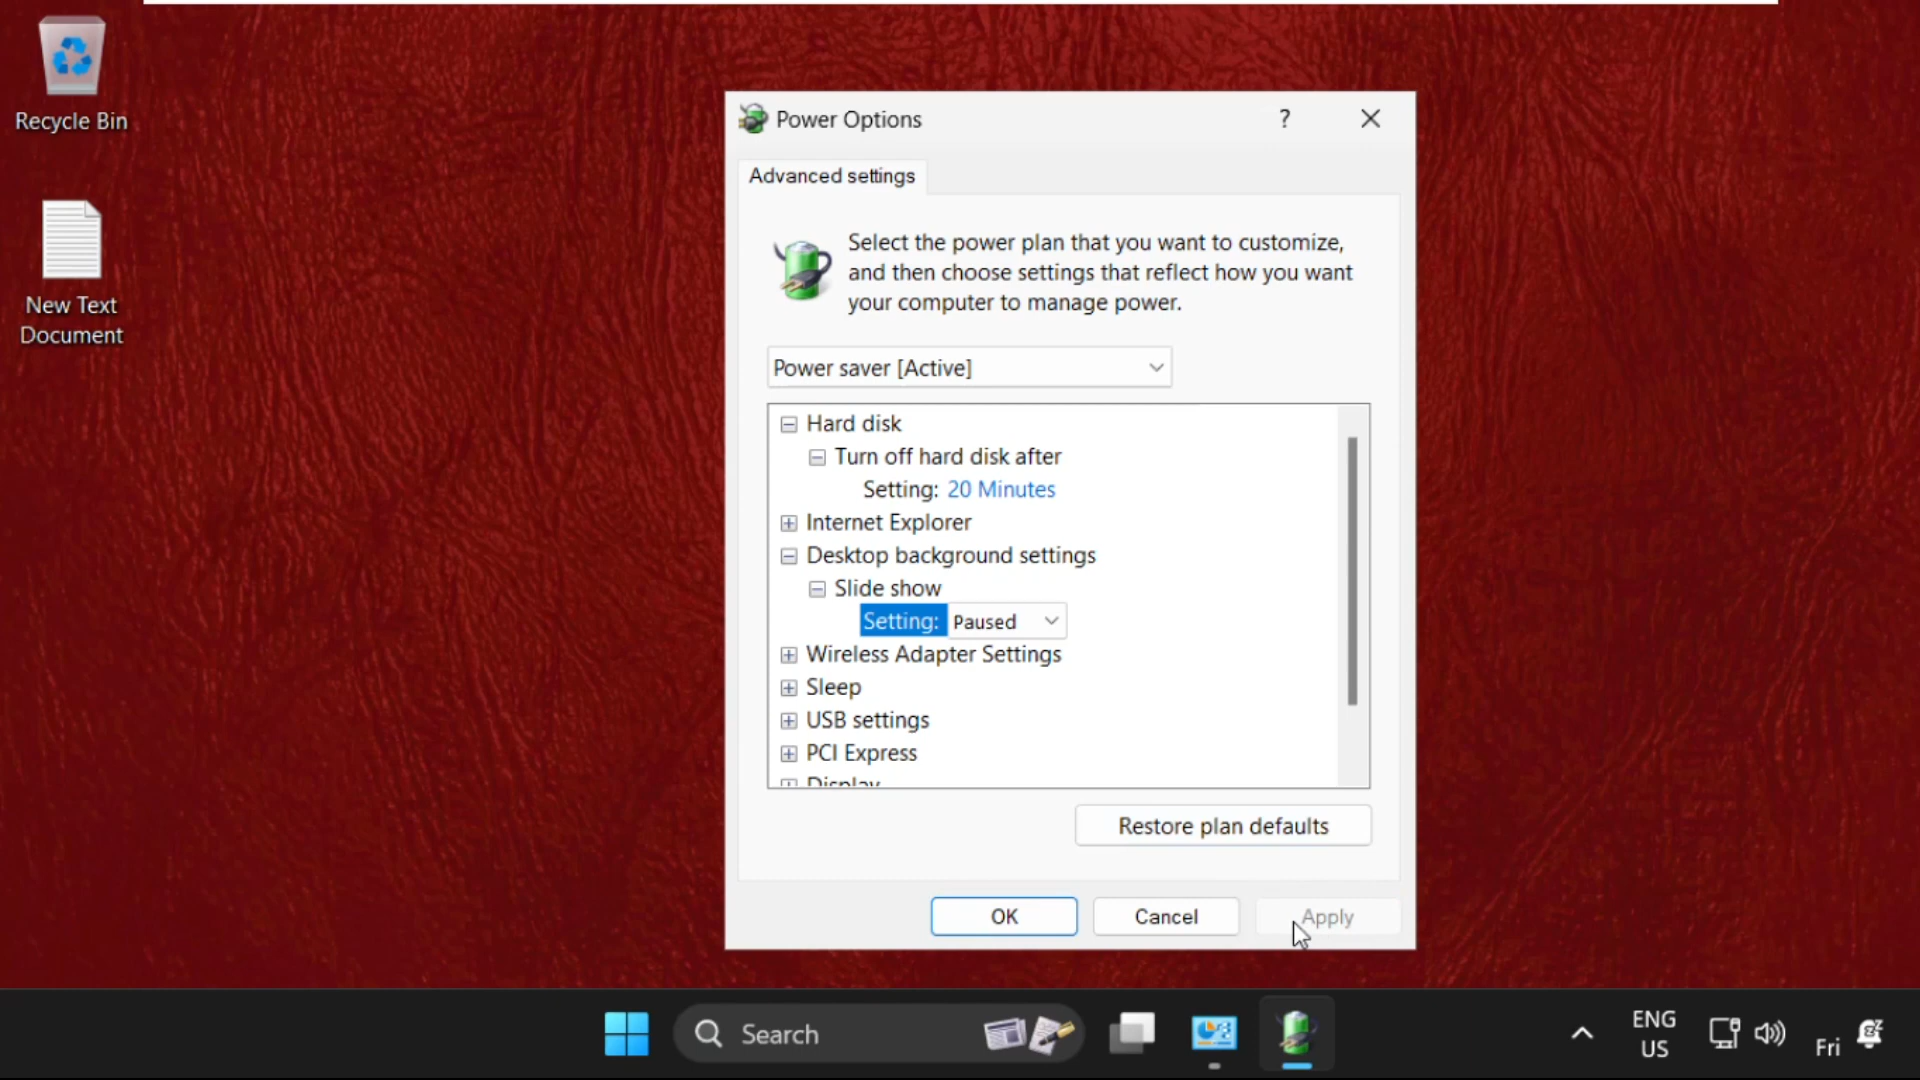 Recycle Bin
New Text
Document
Power Options
?
Advanced settings
Select the power plan that you want to customize,
and then choose settings that reflect how you want
your computer to manage power.
Power saver [Active]
Hard disk
Turn off hard disk after
Setting: 20 Minutes
Internet Explorer
Desktop background settings
Slide show
Setting: Paused
Wireless Adapter Settings
Sleep
USB settings
PCI Express
Display
Restore plan defaults
OK
Cancel
Apply
Search
ENG
US
Fri